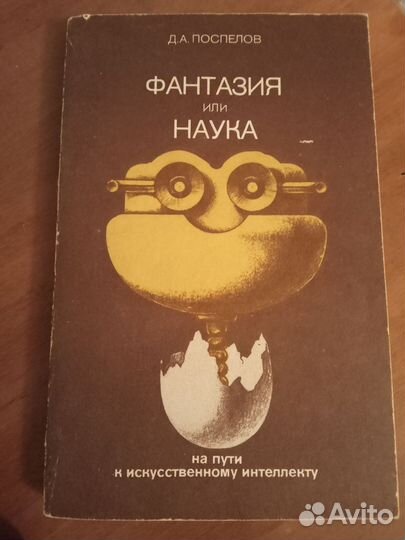 Д.А. ПОСПЕЛОВ
ФАНТАЗИЯ
или
НАУКА
на пути
к искусственному интеллекту
Avito